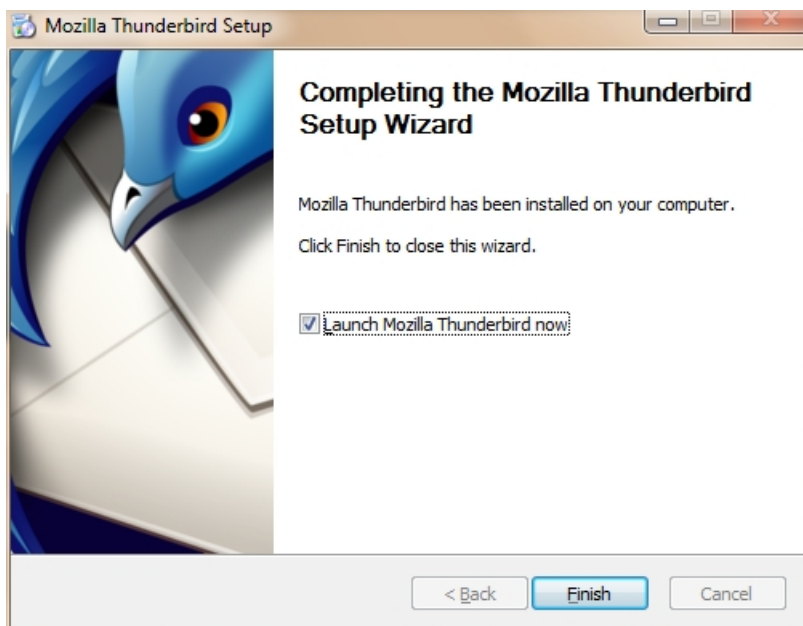 Mozilla Thunderbird Setup
Completing the Mozilla Thunderbird
Setup Wizard
Mozilla Thunderbird has been installed on your computer.
Click Finish to close this wizard.
Launch Mozilla Thunderbird now
< Back Finish Cancel